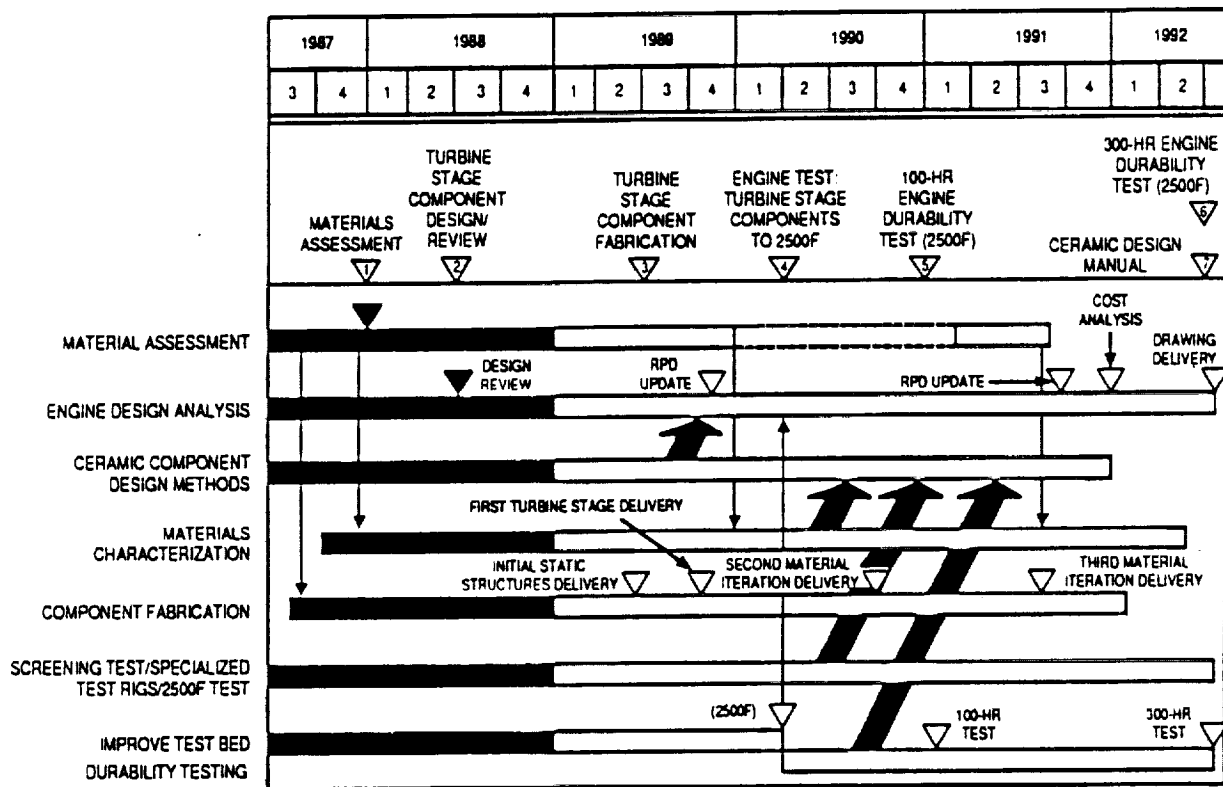 1987 1988 1989 1990 1991 1992
3 4 1 2 3 4 1 2 3 4 1 2 3 4 1 2 3 4 1 2
TURBINE
STAGE
COMPONENT
DESIGN/
REVIEW
MATERIALS
ASSESSMENT
TURBINE
STAGE
COMPONENT
FABRICATION
ENGINE TEST:
TURBINE STAGE
COMPONENTS
TO 2500F
100-HR
ENGINE
DURABILITY
TEST (2500F)
300-HR ENGINE
DURABILITY
TEST (2500F)
6
CERAMIC DESIGN
MANUAL
1 2 3 4 5 7
COST
ANALYSIS
MATERIAL ASSESSMENT
DRAWING
DELIVERY
DESIGN
REVIEW
RPD
UPDATE
RPD UPDATE
ENGINE DESIGN ANALYSIS
CERAMIC COMPONENT
DESIGN METHODS
FIRST TURBINE STAGE DELIVERY
MATERIALS
CHARACTERIZATION
INITIAL STATIC
STRUCTURES DELIVERY
SECOND MATERIAL
ITERATION DELIVERY
THIRD MATERIAL
ITERATION DELIVERY
COMPONENT FABRICATION
SCREENING TEST/SPECIALIZED
TEST RIGS/2500F TEST
(2500F)
100-HR
TEST
300-HR
TEST
IMPROVE TEST BED
DURABILITY TESTING